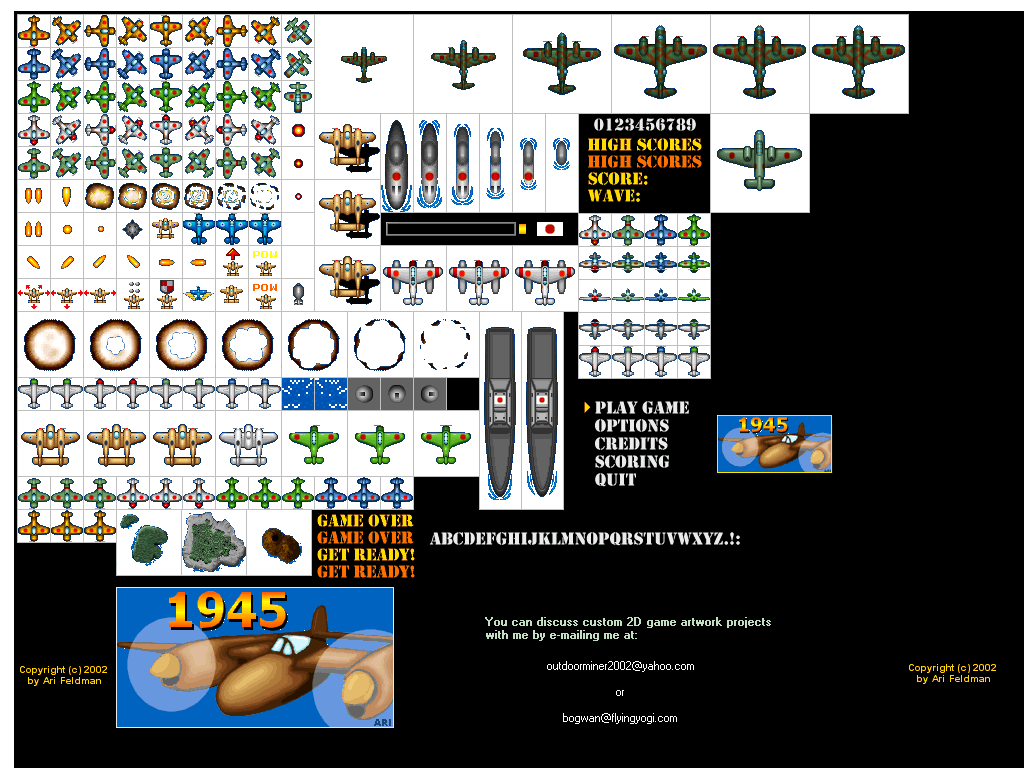 0123456789
HIGH SCORES
HIGH SCORES
SCORE:
WAVE:
POW
POW
PLAY GAME
OPTIONS
CREDITS
SCORING
QUIT
1945
GAME OVER
GAME OVER
GET READY!
GET READY!
ABCDEFGHIJKLMNOPQRSTUVWXYZ.!:
1945
ARI
You can discuss custom 2D game artwork projects
with me by e-mailing me at:
outdoorminer2002@yahoo.com
or
bogwan@flyingyogi.com
Copyright (c) 2002
by Ari Feldman
Copyright (c) 2002
by Ari Feldman